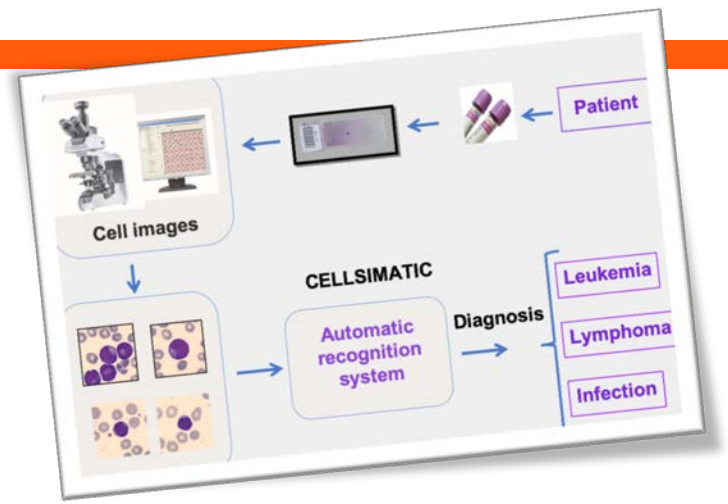 Patient
Cell images
CELLSIMATIC
Automatic
recognition
system
Diagnosis
Leukemia
Lymphoma
Infection